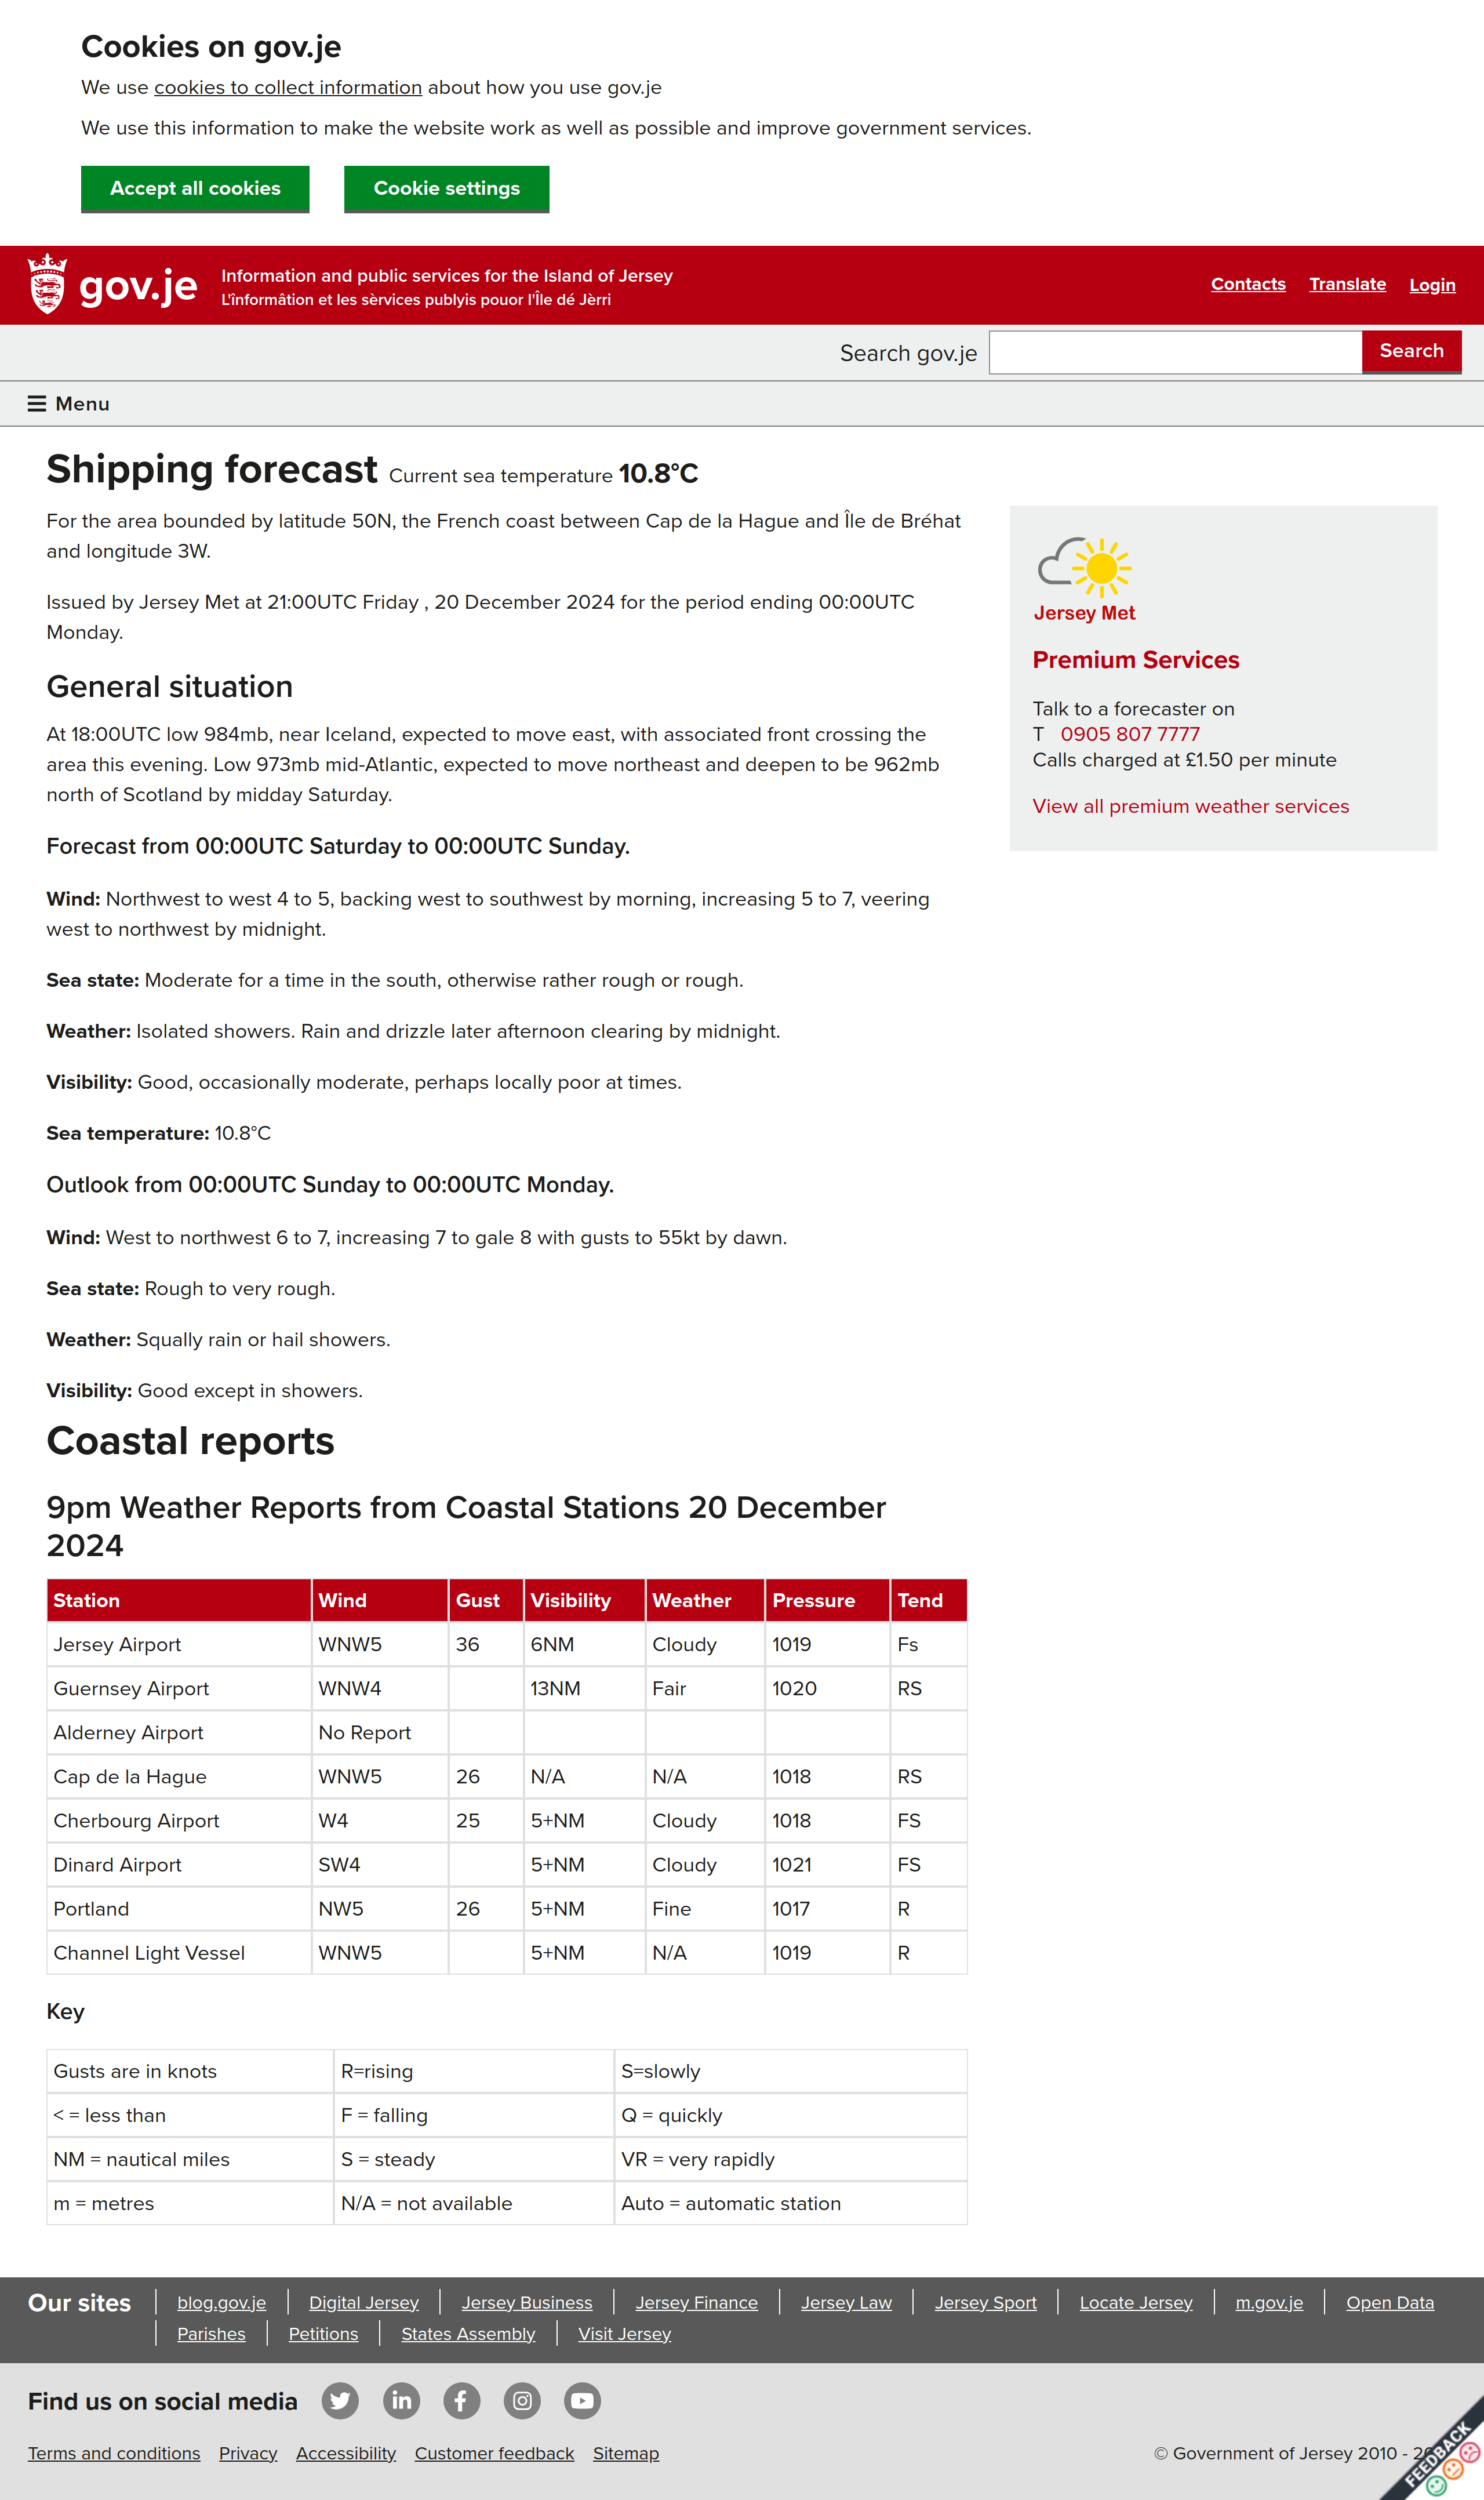 Cookies on gov.je
We use cookies to collect information about how you use gov.je
We use this information to make the website work as well as possible and improve government services.
Accept all cookies
Cookie settings
gov.je
Information and public services for the Island of Jersey
L'înformâtion et les sèrvices publyis pouor I'Île dé Jèrri
Contacts
Translate
Login
Search gov.je
Search
Menu
Shipping forecast Current sea temperature 10.8°C
For the area bounded by latitude 50N, the French coast between Cap de la Hague and Île de Bréhat
and longitude 3W.
Issued by Jersey Met at 21:00UTC Friday , 20 December 2024 for the period ending 00:00UTC
Monday.
General situation
At 18:00UTC low 984mb, near Iceland, expected to move east, with associated front crossing the
area this evening. Low 973mb mid-Atlantic, expected to move northeast and deepen to be 962mb
north of Scotland by midday Saturday.
Forecast from 00:00UTC Saturday to 00:00UTC Sunday.
Wind: Northwest to west 4 to 5, backing west to southwest by morning, increasing 5 to 7, veering
west to northwest by midnight.
Sea state: Moderate for a time in the south, otherwise rather rough or rough.
Weather: Isolated showers. Rain and drizzle later afternoon clearing by midnight.
Visibility: Good, occasionally moderate, perhaps locally poor at times.
Sea temperature: 10.8°C
Outlook from 00:00UTC Sunday to 00:00UTC Monday.
Wind: West to northwest 6 to 7, increasing 7 to gale 8 with gusts to 55kt by dawn.
Sea state: Rough to very rough.
Weather: Squally rain or hail showers.
Visibility: Good except in showers.
Jersey Met
Premium Services
Talk to a forecaster on
T 0905 807 7777
Calls charged at £1.50 per minute
View all premium weather services
Coastal reports
9pm Weather Reports from Coastal Stations 20 December
2024
Station Wind Gust Visibility Weather Pressure Tend
Jersey Airport WNW5 36 6NM Cloudy 1019 Fs
Guernsey Airport WNW4 13NM Fair 1020 RS
Alderney Airport No Report
Cap de la Hague WNW5 26 N/A N/A 1018 RS
Cherbourg Airport W4 25 5+NM Cloudy 1018 FS
Dinard Airport SW4 5+NM Cloudy 1021 FS
Portland NW5 26 5+NM Fine 1017 R
Channel Light Vessel WNW5 5+NM N/A 1019 R
Key
Gusts are in knots R=rising S=slowly
< = less than F = falling Q = quickly
NM = nautical miles S = steady VR = very rapidly
m = metres N/A = not available Auto = automatic station
Our sites
blog.gov.je Digital Jersey Jersey Business Jersey Finance Jersey Law Jersey Sport Locate Jersey m.gov.je Open Data
Parishes Petitions States Assembly Visit Jersey
Find us on social media
Terms and conditions Privacy Accessibility Customer feedback Sitemap
© Government of Jersey 2010 -
FEEDBACK